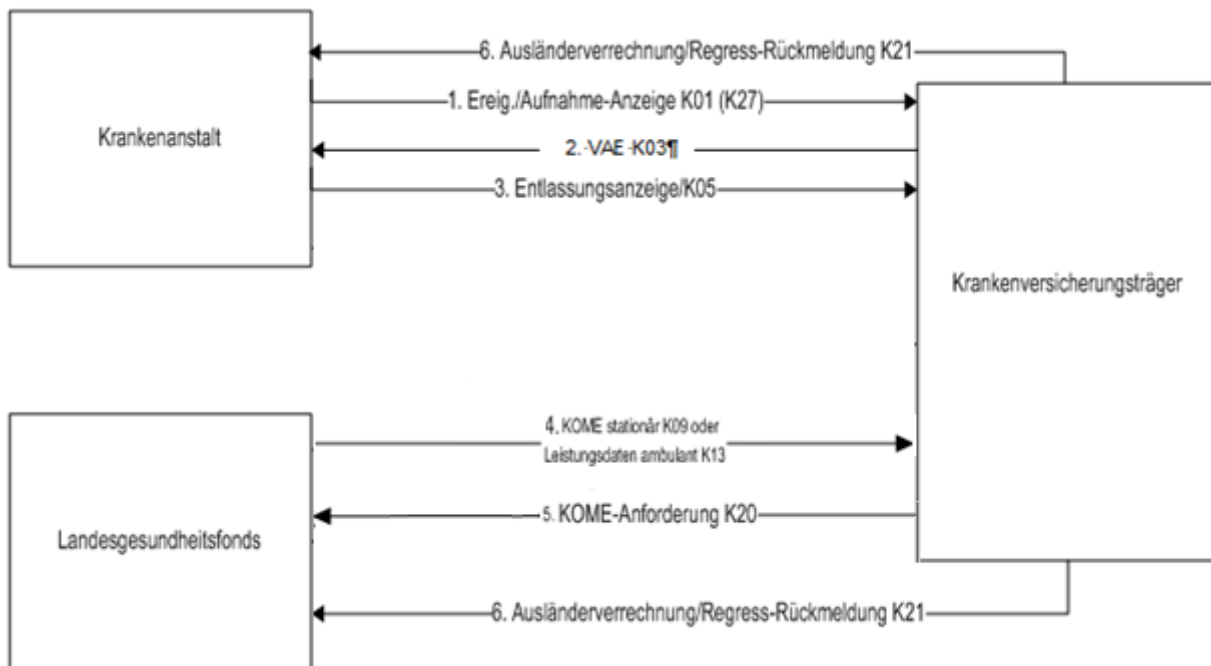 6. Ausländerverrechnung/Regress-Rückmeldung K21
1. Ereig./Aufnahme-Anzeige K01 (K27)
Krankenanstalt
2.-VAE-K03¶
3. Entlassungsanzeige/K05
Krankenversicherungsträger
4. KOME stationär K09 oder
Leistungsdaten ambulant K13
5. KOME-Anforderung K20
Landesgesundheitsfonds
6. Ausländerverrechnung/Regress-Rückmeldung K21